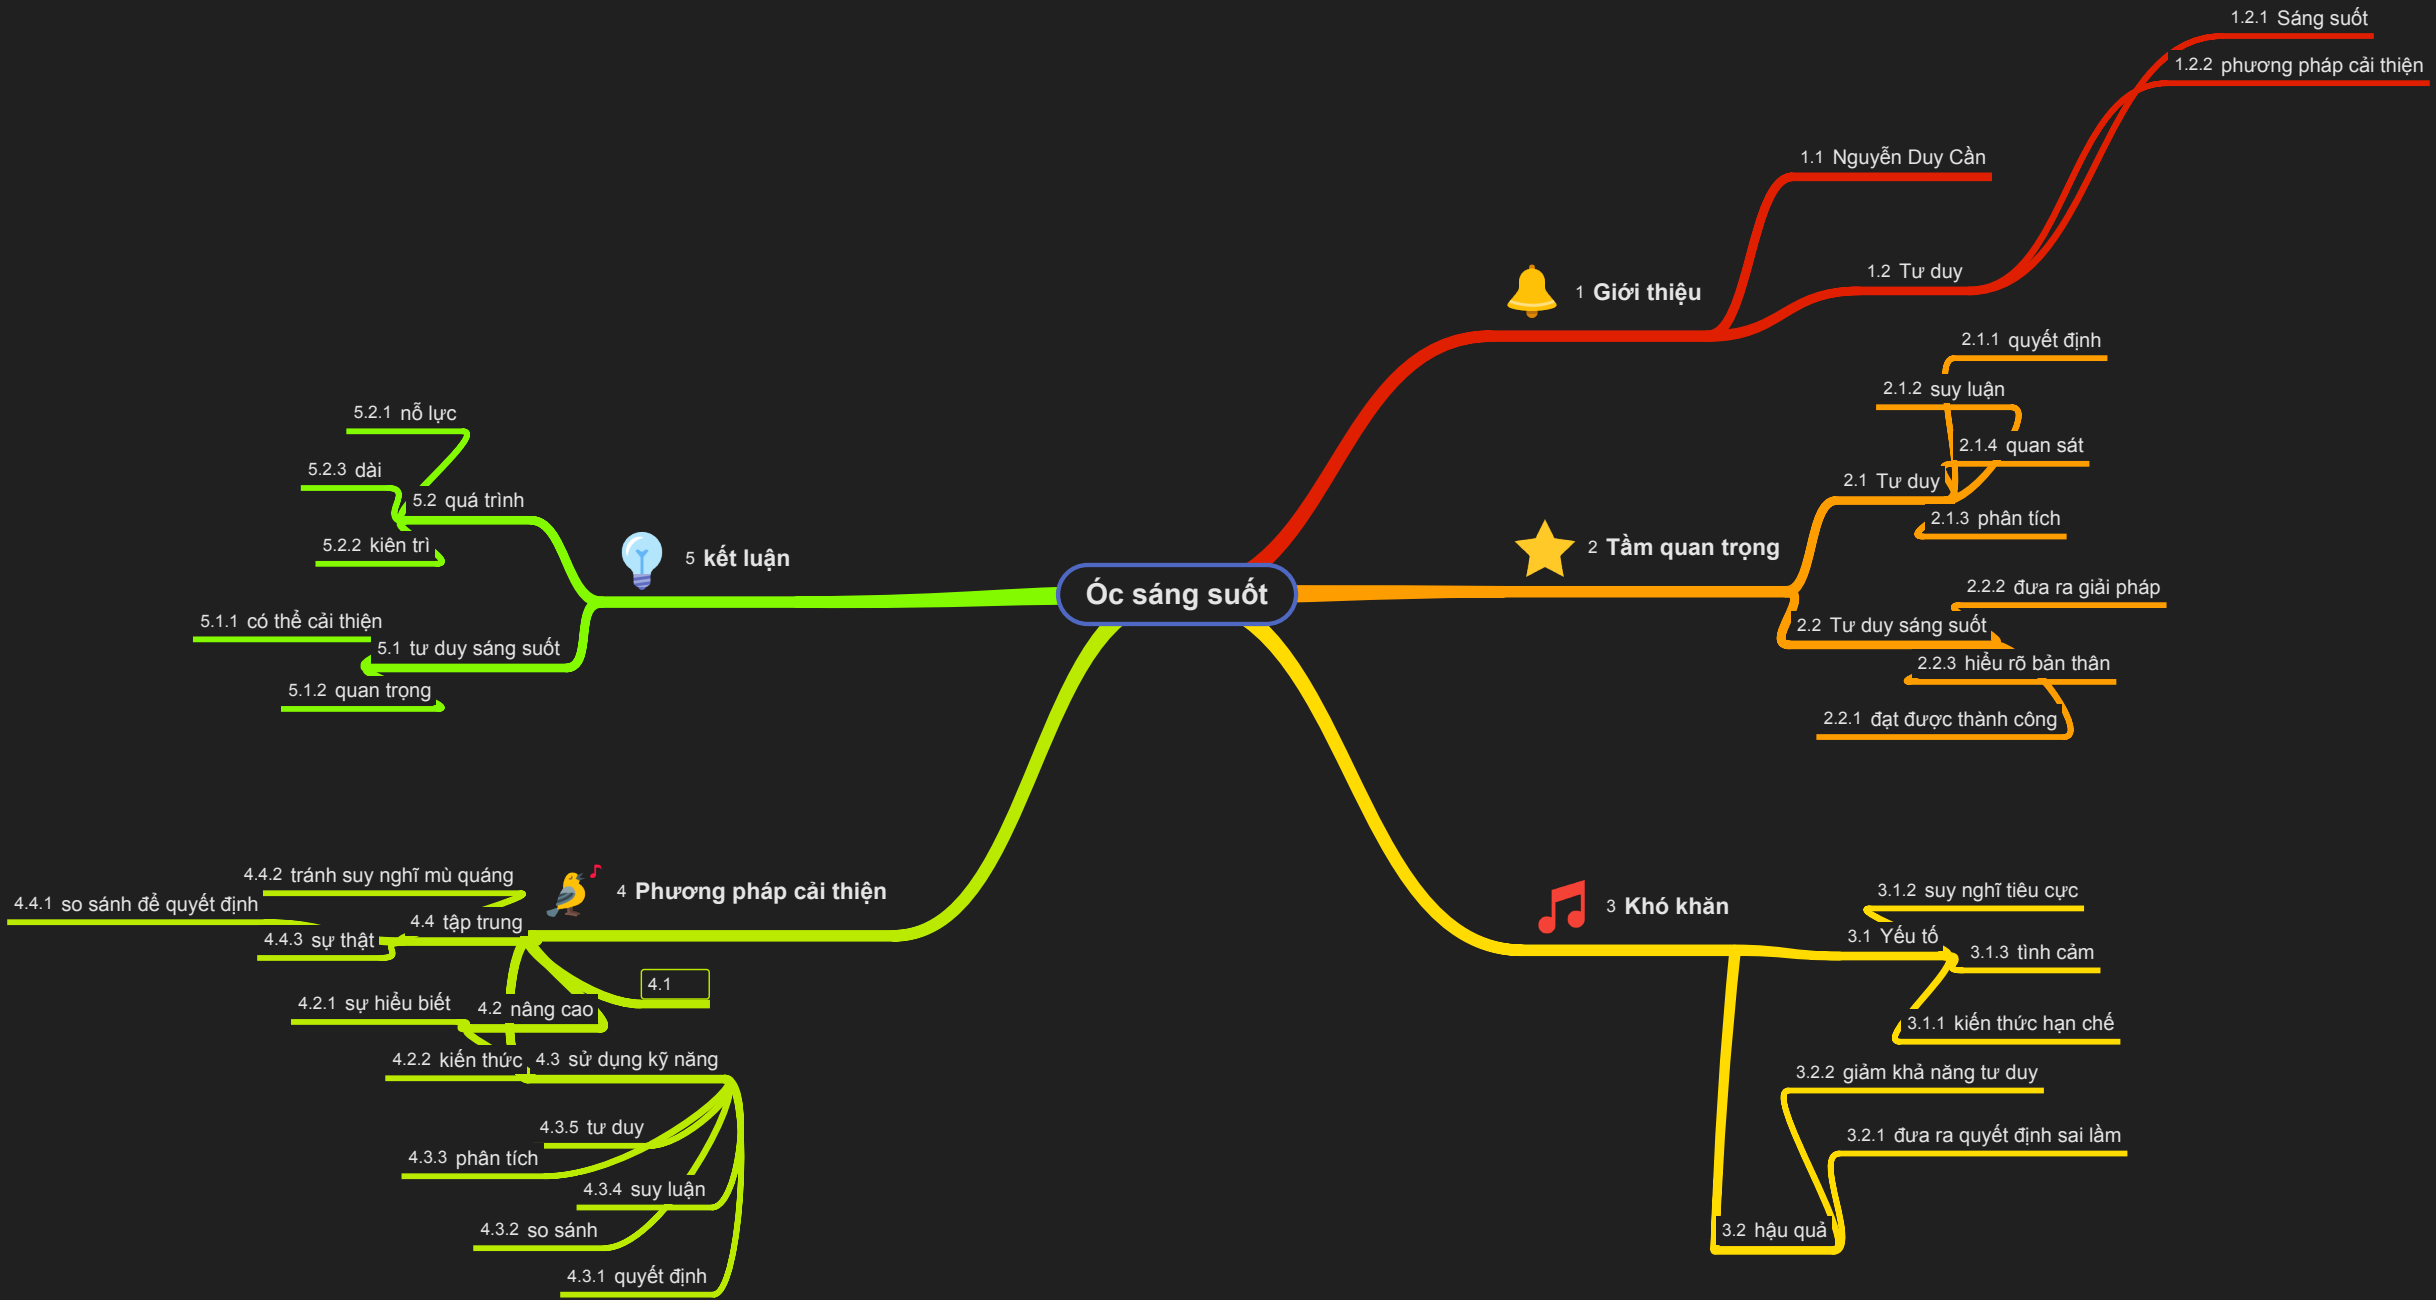 Óc sáng suốt
1 Giới thiệu
1.1 Nguyễn Duy Cần
1.2 Tư duy
1.2.1 Sáng suốt
1.2.2 phương pháp cải thiện
2 Tầm quan trọng
2.1 Tư duy
2.1.1 quyết định
2.1.2 suy luận
2.1.4 quan sát
2.1.3 phân tích
2.2 Tư duy sáng suốt
2.2.2 đưa ra giải pháp
2.2.3 hiểu rõ bản thân
2.2.1 đạt được thành công
3 Khó khăn
3.1 Yếu tố
3.1.2 suy nghĩ tiêu cực
3.1.3 tình cảm
3.1.1 kiến thức hạn chế
3.2 hậu quả
3.2.2 giảm khả năng tư duy
3.2.1 đưa ra quyết định sai lầm
4 Phương pháp cải thiện
4.4 tập trung
4.4.2 tránh suy nghĩ mù quáng
4.4.1 so sánh để quyết định
4.4.3 sự thật
4.1
4.2 nâng cao
4.2.1 sự hiểu biết
4.2.2 kiến thức
4.3 sử dụng kỹ năng
4.3.5 tư duy
4.3.3 phân tích
4.3.4 suy luận
4.3.2 so sánh
4.3.1 quyết định
5 kết luận
5.2 quá trình
5.2.1 nỗ lực
5.2.3 dài
5.2.2 kiên trì
5.1 tư duy sáng suốt
5.1.1 có thể cải thiện
5.1.2 quan trọng